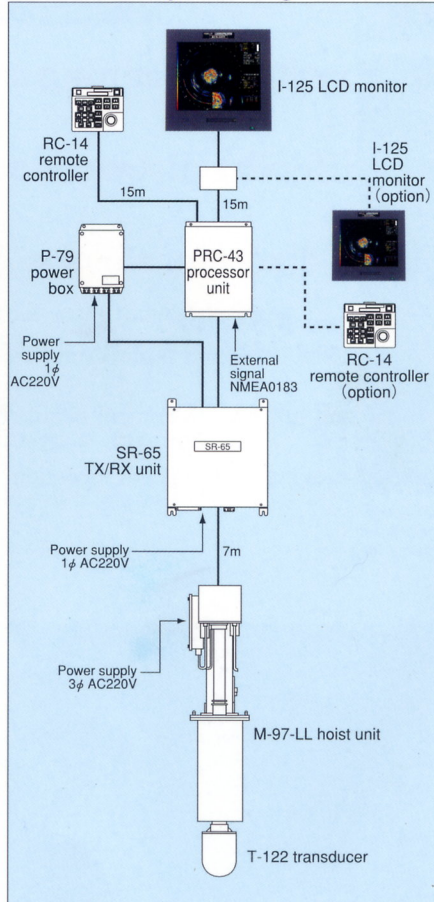 I-125 LCD monitor
RC-14
remote
controller
I-125
LCD
monitor
(option)
15m
15m
P-79
power
box
PRC-43
processor
unit
Power
supply
1ϕ
AC220V
External
signal
NMEA0183
RC-14
remote controller
(option)
SR-65
SR-65
TX/RX unit
Power supply
1ϕ AC220V
7m
Power supply
3ϕ AC220V
M-97-LL hoist unit
T-122 transducer